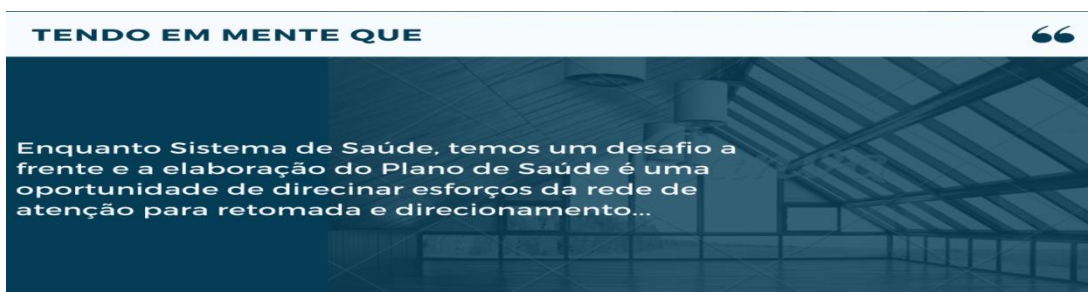 TENDO EM MENTE QUE
“
Enquanto Sistema de Saúde, temos um desafio a
frente e a elaboração do Plano de Saúde é uma
oportunidade de direcinar esforços da rede de
atenção para retomada e direcionamento...